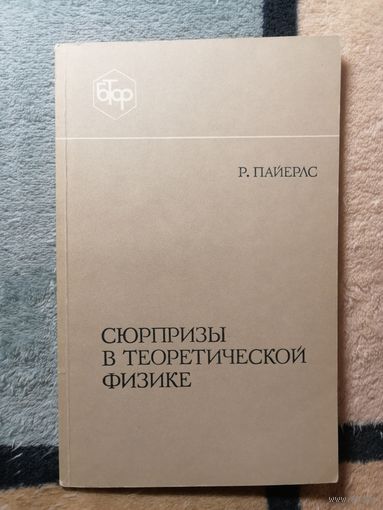 БТФ
Р. ПАЙЕРЛС
СЮРПРИЗЫ
В ТЕОРЕТИЧЕСКОЙ
ФИЗИКЕ